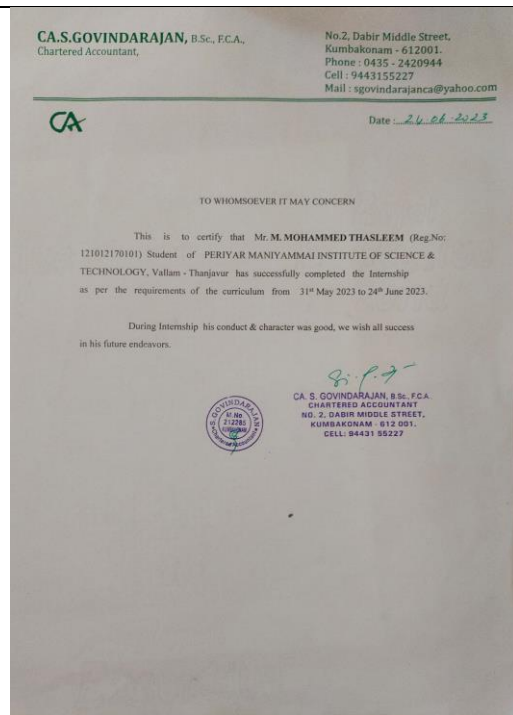 CA.S.GOVINDARAJAN, B.Sc., F.C.A.,
Chartered Accountant,
No.2, Dabir Middle Street,
Kumbakonam - 612001.
Phone : 0435 - 2420944
Cell : 9443155227
Mail : sgovindarajanca@yahoo.com
CA
Date : 24.06.2023
TO WHOMSOEVER IT MAY CONCERN
This is to certify that Mr. M. MOHAMMED THASLEEM (Reg.No:
121012170101) Student of PERIYAR MANIYAMMAI INSTITUTE OF SCIENCE &
TECHNOLOGY, Vallam - Thanjavur has successfully completed the Internship
as per the requirements of the curriculum from 31st May 2023 to 24th June 2023.
During Internship his conduct & character was good, we wish all success
in his future endeavors.
S. GOVINDARAJAN
M.No
212785
KUMBAKONAM
Chartered Accountant
CA. S. GOVINDARAJAN, B.Sc., F.C.A.
CHARTERED ACCOUNTANT
NO. 2, DABIR MIDDLE STREET,
KUMBAKONAM - 612 001.
CELL: 94431 55227